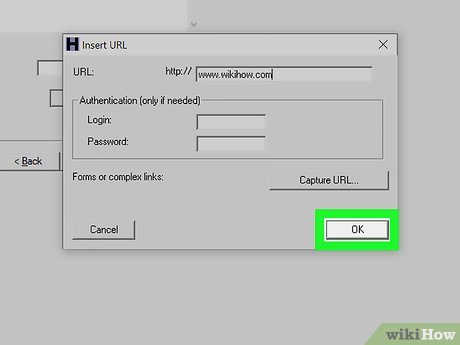 Insert URL
URL: http:// www.wikihow.com
Authentication (only if needed)
Login:
Password:
< Back
Forms or complex links: Capture URL...
Cancel OK
wikiHow